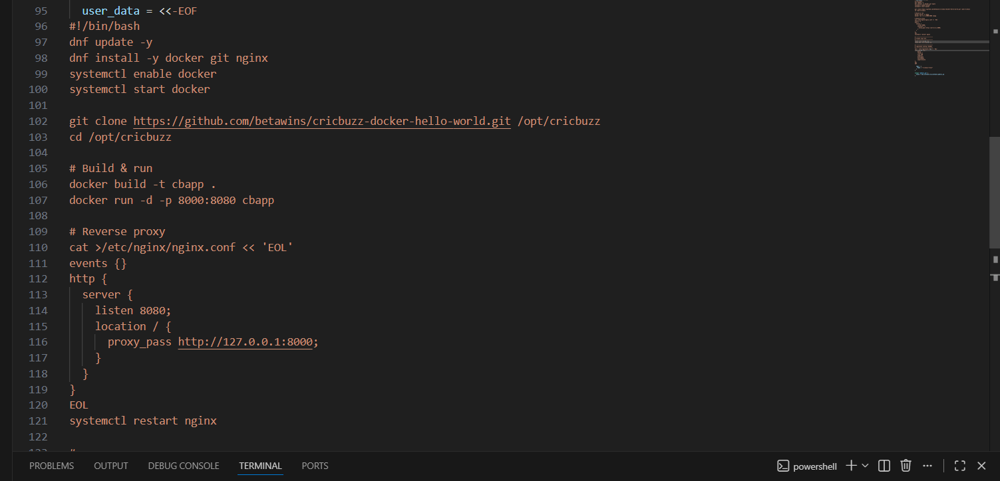 95 user_data = <<-EOF
96 #!/bin/bash
97 dnf update -y
98 dnf install -y docker git nginx
99 systemctl enable docker
100 systemctl start docker
101
102 git clone https://github.com/betawins/cricbuzz-docker-hello-world.git /opt/cricbuzz
103 cd /opt/cricbuzz
104
105 # Build & run
106 docker build -t cbapp .
107 docker run -d -p 8000:8080 cbapp
108
109 # Reverse proxy
110 cat >/etc/nginx/nginx.conf << 'EOL'
111 events {}
112 http {
113 server {
114 listen 8080;
115 location / {
116 proxy_pass http://127.0.0.1:8000;
117 }
118 }
119 }
120 EOL
121 systemctl restart nginx
122
PROBLEMS OUTPUT DEBUG CONSOLE TERMINAL PORTS powershell